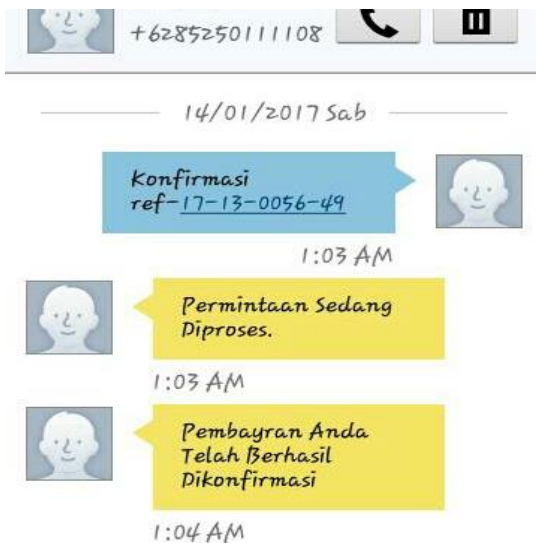 +6285250111108
14/01/2017 Sab
Konfirmasi
ref-17-13-0056-49
1:03 AM
Permintaan Sedang
Diproses.
1:03 AM
Pembayran Anda
Telah Berhasil
Dikonfirmasi
1:04 AM